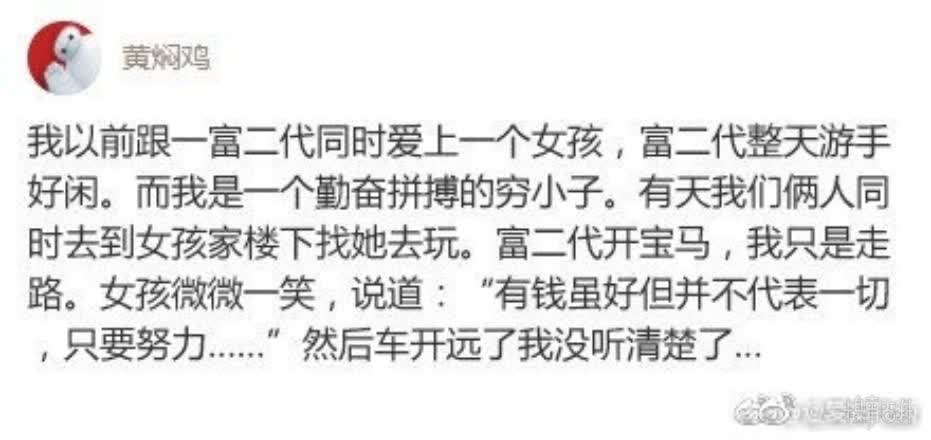 黄焖鸡
我以前跟一富二代同时爱上一个女孩，富二代整天游手
好闲。而我是一个勤奋拼搏的穷小子。有天我们俩人同
时去到女孩家楼下找她去玩。富二代开宝马，我只是走
路。女孩微微一笑，说道：“有钱虽好但并不代表一切
，只要努力......”然后车开远了我没听清楚了...